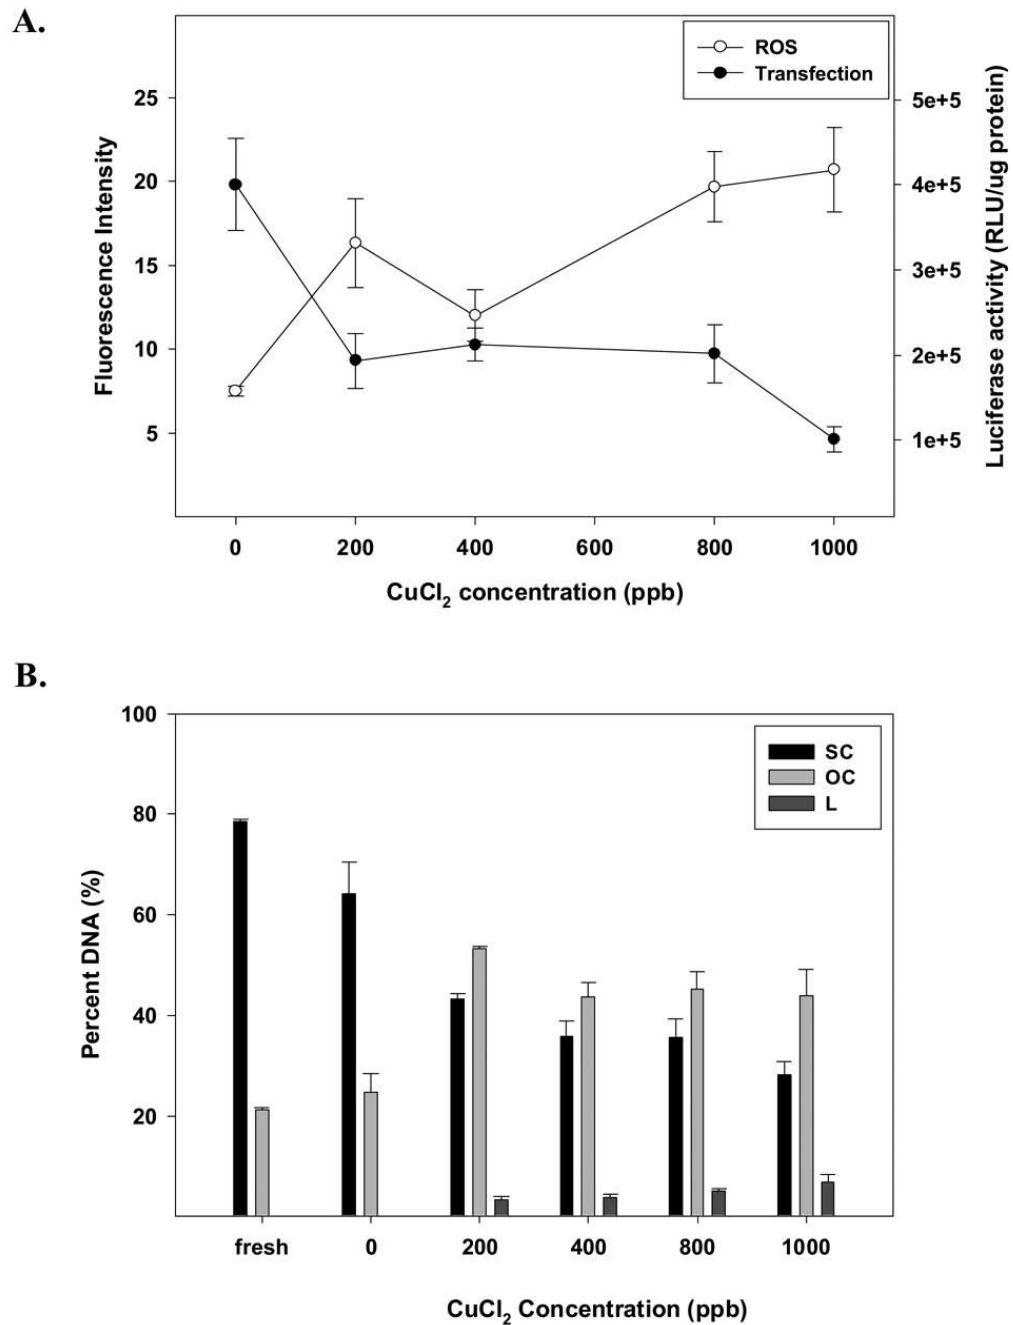 A.
ROS
Transfection
Fluorescence Intensity
25
20
15
10
5
5e+5
4e+5
3e+5
2e+5
1e+5
Luciferase activity (RLU/ug protein)
0 200 400 600 800 1000
CuCl₂ concentration (ppb)
B.
SC
OC
L
Percent DNA (%)
100
80
60
40
20
fresh 0 200 400 800 1000
CuCl₂ Concentration (ppb)